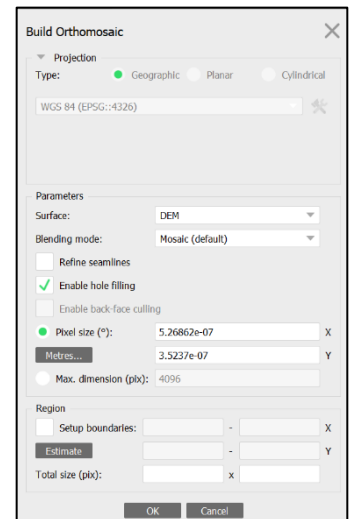 Build Orthomosaic
Projection
Type: Geographic Planar Cylindrical
WGS 84 (EPSG::4326)
Parameters
Surface: DEM
Blending mode: Mosaic (default)
Refine seamlines
Enable hole filling
Enable back-face culling
Pixel size (°): 5.26862e-07 X
Metres... 3.5237e-07 Y
Max. dimension (pix): 4096
Region
Setup boundaries: - X
Estimate - Y
Total size (pix): x
OK Cancel